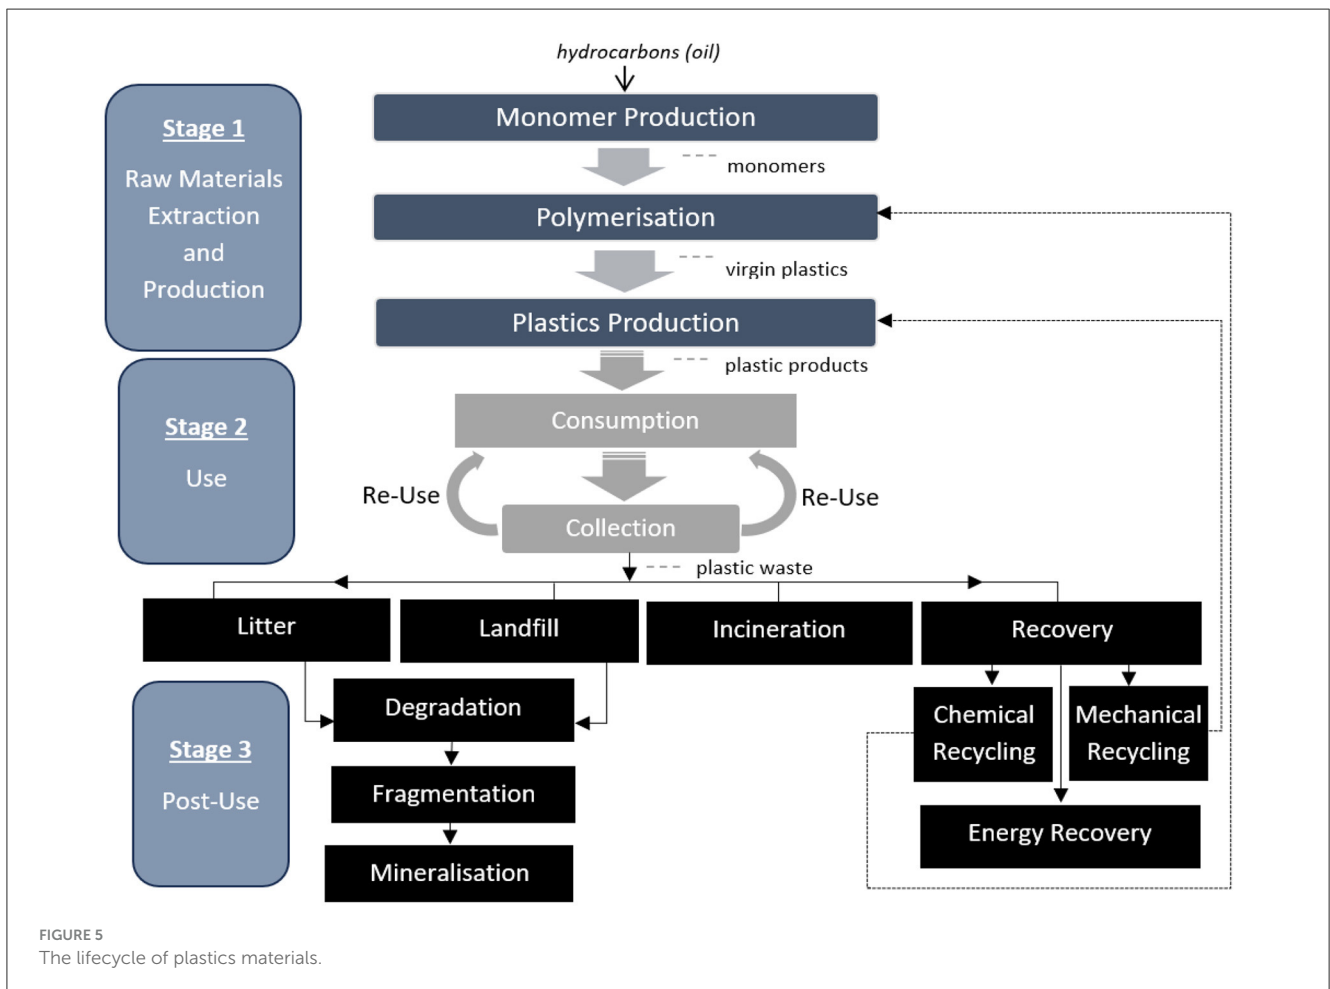 hydrocarbons (oil)
Stage 1
Raw Materials
Extraction
and
Production
Monomer Production
monomers
Polymerisation
virgin plastics
Plastics Production
plastic products
Stage 2
Use
Consumption
Re-Use
Re-Use
Collection
plastic waste
Litter
Landfill
Incineration
Recovery
Stage 3
Post-Use
Degradation
Fragmentation
Mineralisation
Chemical
Recycling
Mechanical
Recycling
Energy Recovery
FIGURE 5
The lifecycle of plastics materials.